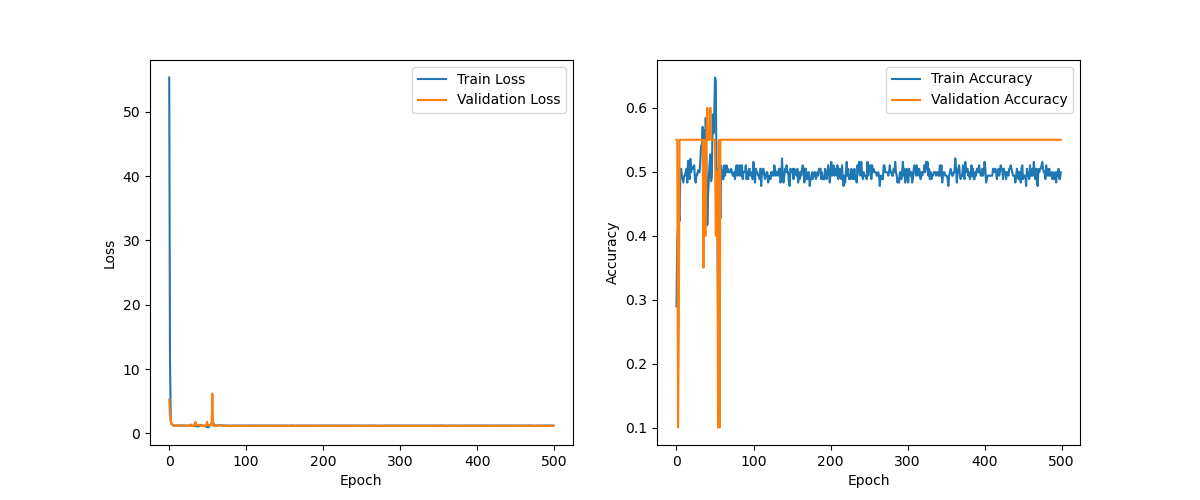 Train Loss
Validation Loss
50
40
30
20
10
0
0 100 200 300 400 500
Loss
Epoch
Train Accuracy
Validation Accuracy
0.6
0.5
0.4
0.3
0.2
0.1
0 100 200 300 400 500
Accuracy
Epoch